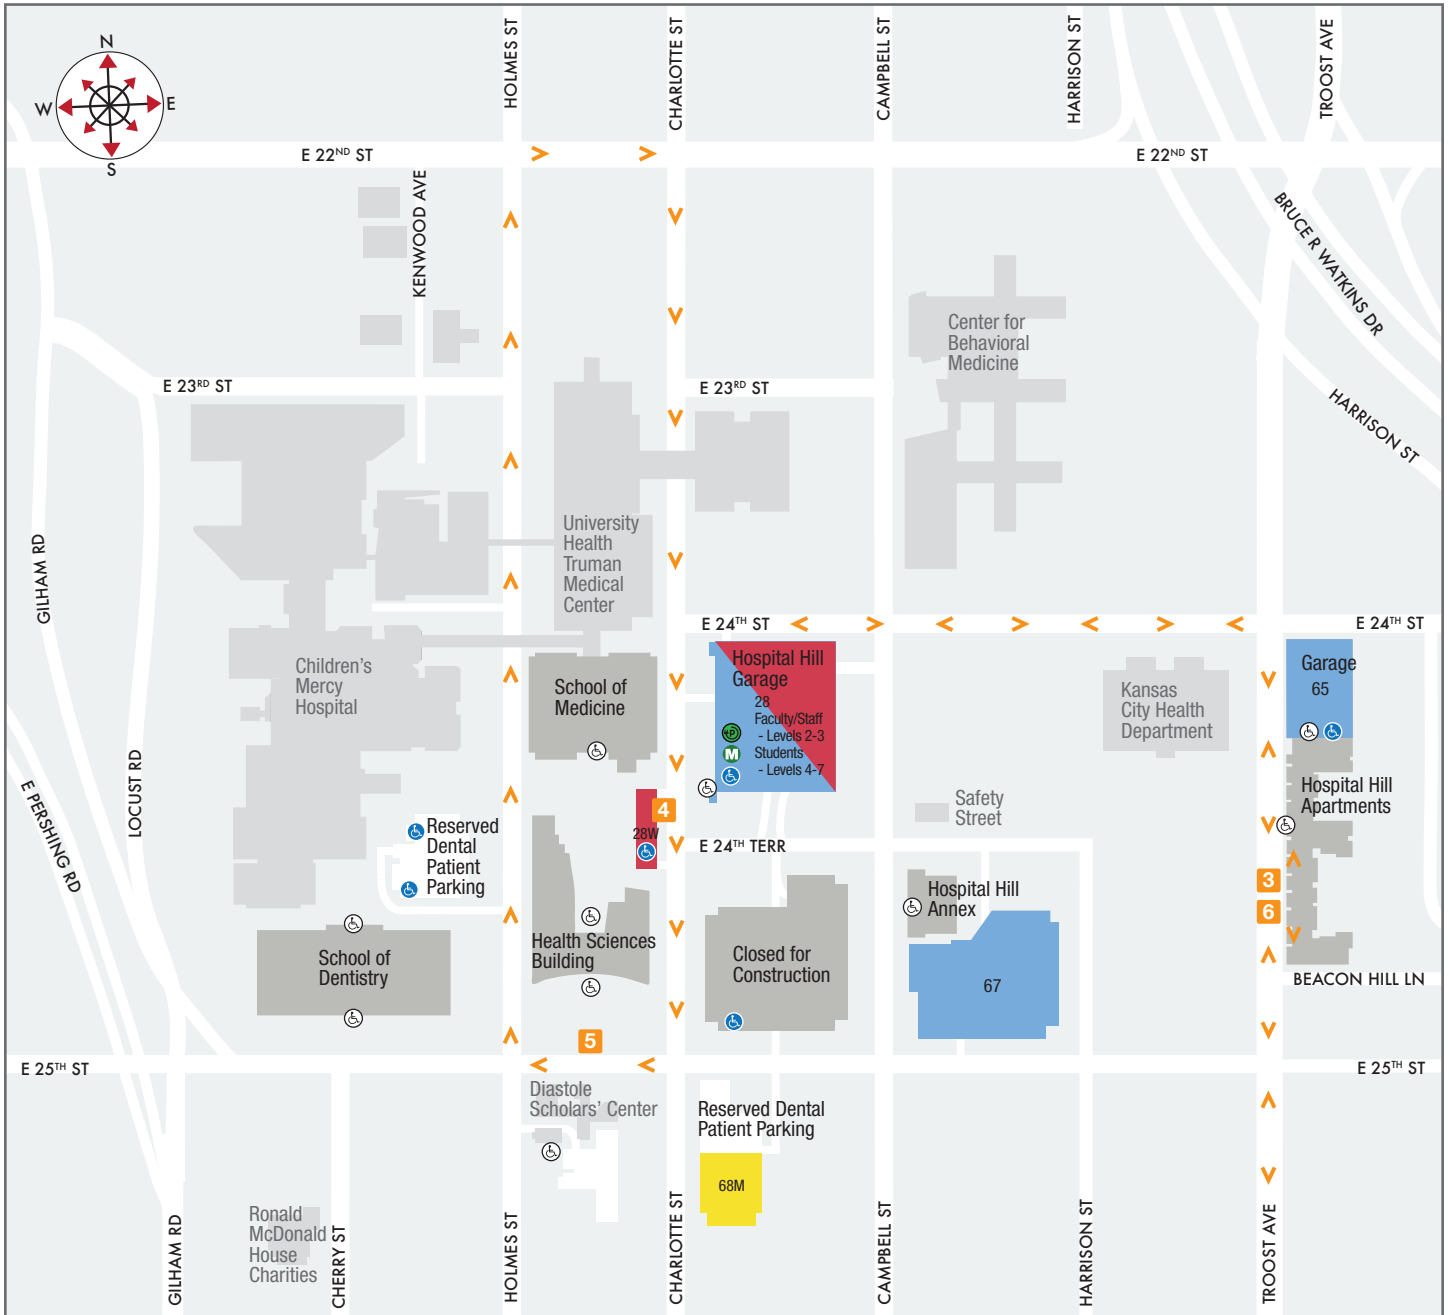 HOLMES ST
CHARLOTTE ST
CAMPBELL ST
HARRISON ST
TROOST AVE
N
W
E
S
E 22ND ST
E 22ND ST
KENWOOD AVE
BRUCE R WATKINS DR
Center for
Behavioral
Medicine
E 23RD ST
E 23RD ST
HARRISON ST
University
Health
Truman
Medical
Center
GILHAM RD
E 24TH ST
E 24TH ST
Children's
Mercy
Hospital
School of
Medicine
Hospital Hill
Garage
28
Faculty/Staff
- Levels 2-3
Students
- Levels 4-7
P
M
Kansas
City Health
Department
Garage
65
LOCUST RD
E PERSHING RD
Reserved
Dental
Patient
Parking
4
28W
E 24TH TERR
Safety
Street
Hospital Hill
Apartments
3
6
Hospital Hill
Annex
School of
Dentistry
Health Sciences
Building
Closed for
Construction
67
BEACON HILL LN
5
E 25TH ST
E 25TH ST
Diastole
Scholars' Center
Reserved Dental
Patient Parking
68M
Ronald
McDonald
House
Charities
GILHAM RD
CHERRY ST
HOLMES ST
CHARLOTTE ST
CAMPBELL ST
HARRISON ST
TROOST AVE